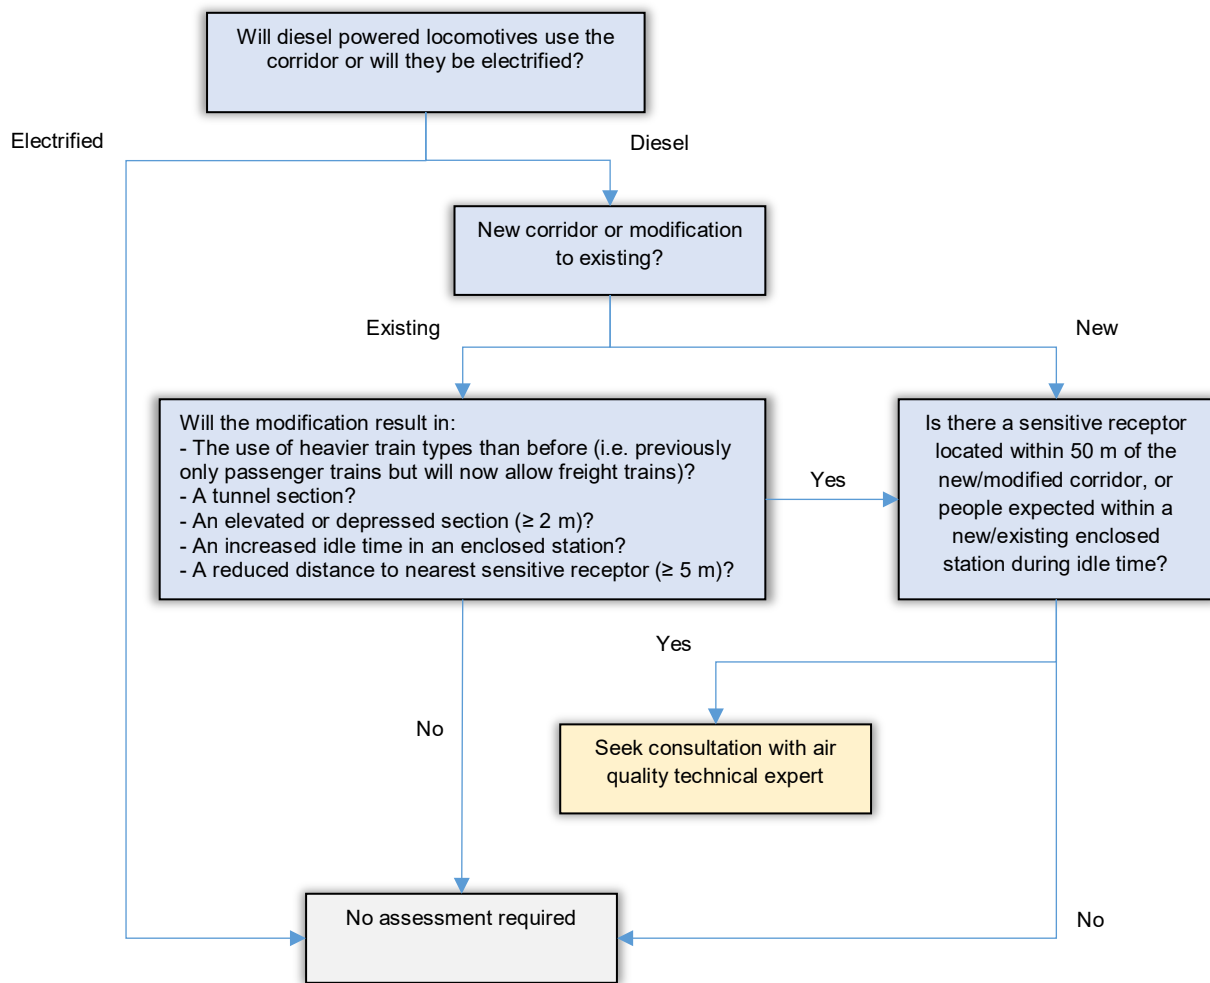 Will diesel powered locomotives use the
corridor or will they be electrified?
Electrified
Diesel
New corridor or modification
to existing?
Existing
New
Will the modification result in:
- The use of heavier train types than before (i.e. previously
only passenger trains but will now allow freight trains)?
- A tunnel section?
- An elevated or depressed section (≥ 2 m)?
- An increased idle time in an enclosed station?
- A reduced distance to nearest sensitive receptor (≥ 5 m)?
Yes
Is there a sensitive receptor
located within 50 m of the
new/modified corridor, or
people expected within a
new/existing enclosed
station during idle time?
Yes
No
Seek consultation with air
quality technical expert
No assessment required
No